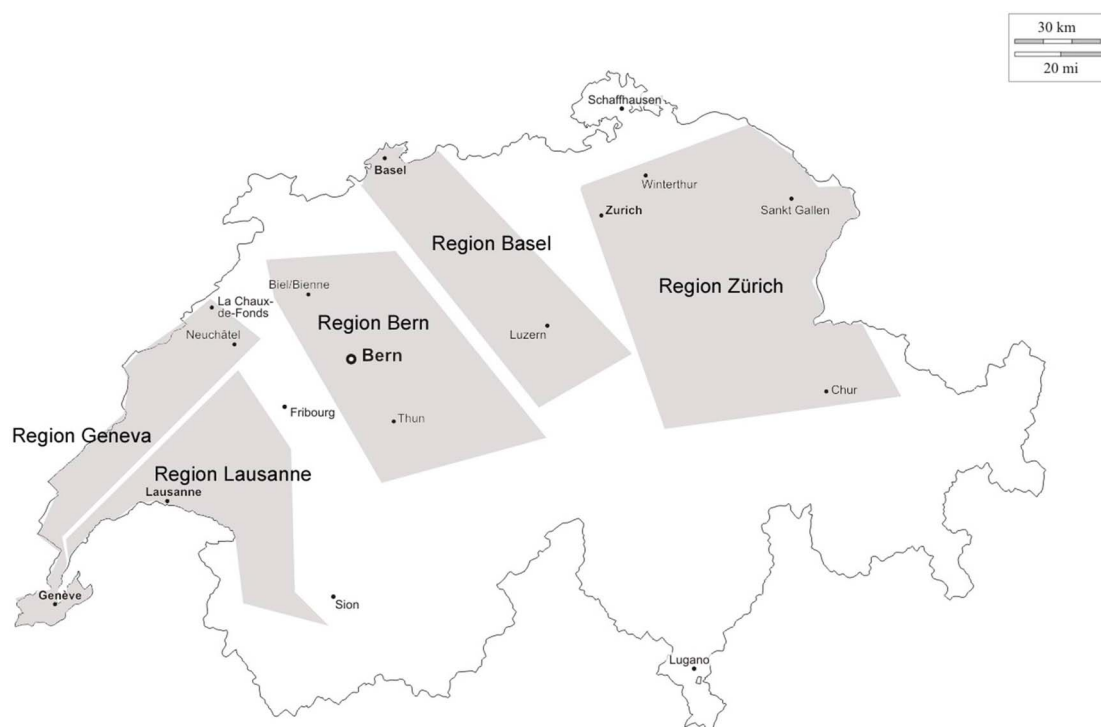 30 km
20 mi
Schaffhausen
Basel
Winterthur
Zurich
Sankt Gallen
Region Basel
Region Zürich
Biel/Bienne
La Chaux-
de-Fonds
Region Bern
Neuchâtel
Luzern
Bern
Chur
Fribourg
Thun
Region Geneva
Region Lausanne
Lausanne
Genève
Sion
Lugano